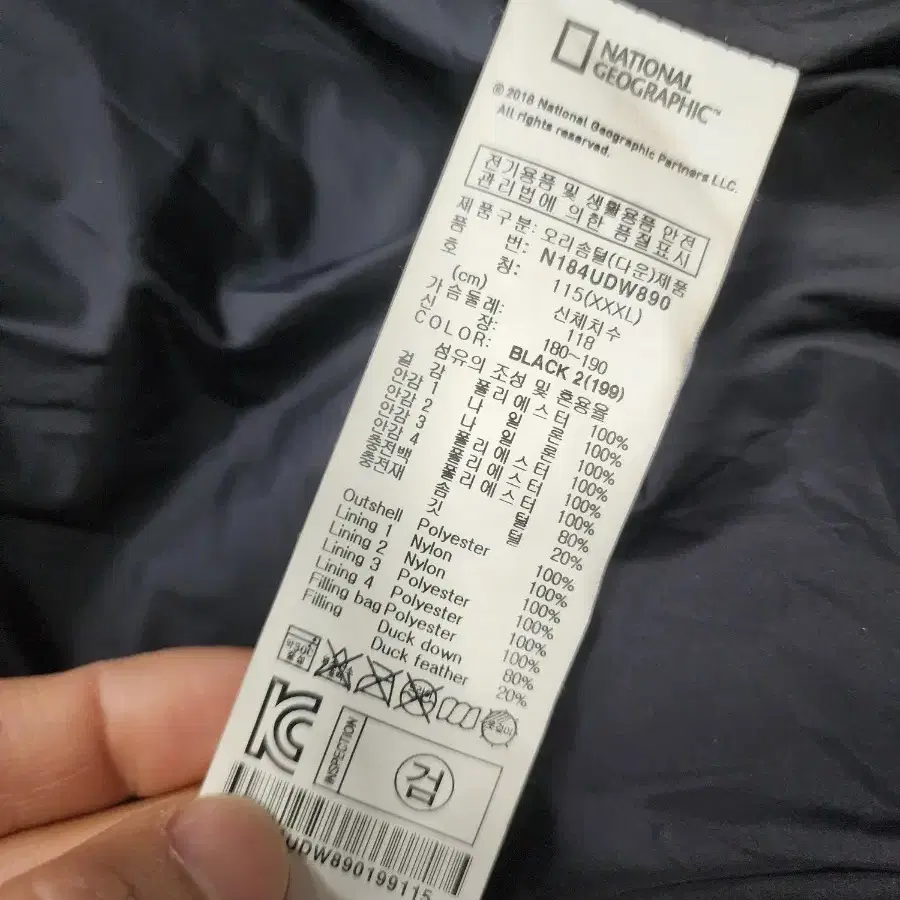 NATIONAL
GEOGRAPHIC™
© 2018 National Geographic Partners LLC.
All rights reserved.
전기용품 및 생활용품 안전
관리법에 의한 품질표시
제품구분: 오리솜털(다운)제품
품 번: N184UDW890
호 칭: 115(XXXL)
(cm) 신체치수
가슴둘레: 118
신 장: 180~190
COLOR: BLACK 2(199)
섬유의 조성 및 혼용율
겉 감 폴리에스터 100%
안감 1 나일론 100%
안감 2 나일론 100%
안감 3 폴리에스터 100%
안감 4 폴리에스터 100%
충전백 폴리에스터 100%
충전재 솜털 80%
깃털 20%
Outshell Polyester 100%
Lining 1 Nylon 100%
Lining 2 Nylon 100%
Lining 3 Polyester 100%
Lining 4 Polyester 100%
Filling bag Polyester 100%
Filling Duck down 80%
Duck feather 20%
INSPECTION
검
UDW890199115